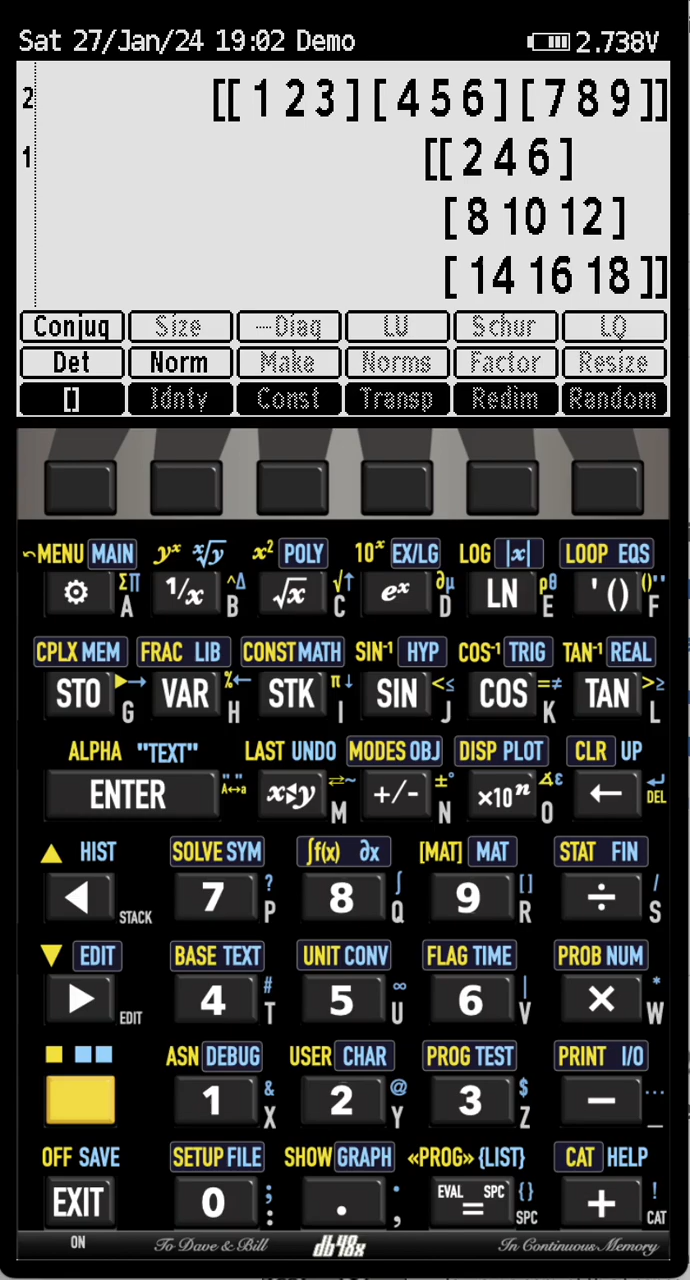 Sat 27/Jan/24 19:02 Demo 2.738V
2 [[ 1 2 3 ] [ 4 5 6 ] [ 7 8 9 ]]
1 [[ 2 4 6 ]
[ 8 10 12 ]
[ 14 16 18 ]]
Conjuq Size Diaq LU Schur LQ
Det Norm Make Norms Factor Resize
[] Idnty Const Transp Redim Random
MENU MAIN yˣ ˣ√y x² POLY 10ˣ EX/LG LOG |x| LOOP EQS
⚙ Σ∏ A 1/x ^Δ B √x √↑ C eˣ ∂μ D LN ρθ E ' () ()'' F
CPLX MEM FRAC LIB CONST MATH SIN⁻¹ HYP COS⁻¹ TRIG TAN⁻¹ REAL
STO ▶→ G VAR %← H STK π↓ I SIN <≤ J COS =≠ K TAN >≥ L
ALPHA "TEXT" LAST UNDO MODES OBJ DISP PLOT CLR UP
ENTER " " A↔a x y ⇄~ M +/- ±° N ×10ⁿ ∡ε O ← ↲ DEL
▲ HIST SOLVE SYM ∫f(x) ∂x [MAT] MAT STAT FIN
◀ STACK 7 ? P 8 ∫ Q 9 [] R ÷ / S
▼ EDIT BASE TEXT UNIT CONV FLAG TIME PROB NUM
▶ EDIT 4 # T 5 ∞ U 6 | V × * W
ASN DEBUG USER CHAR PROG TEST PRINT I/O
1 & X 2 @ Y 3 $ Z − … _
OFF SAVE SETUP FILE SHOW GRAPH «PROG» {LIST} CAT HELP
EXIT 0 ; : . · , EVAL SPC = {} SPC + ! CAT
ON To Dave & Bill db48x In Continuous Memory